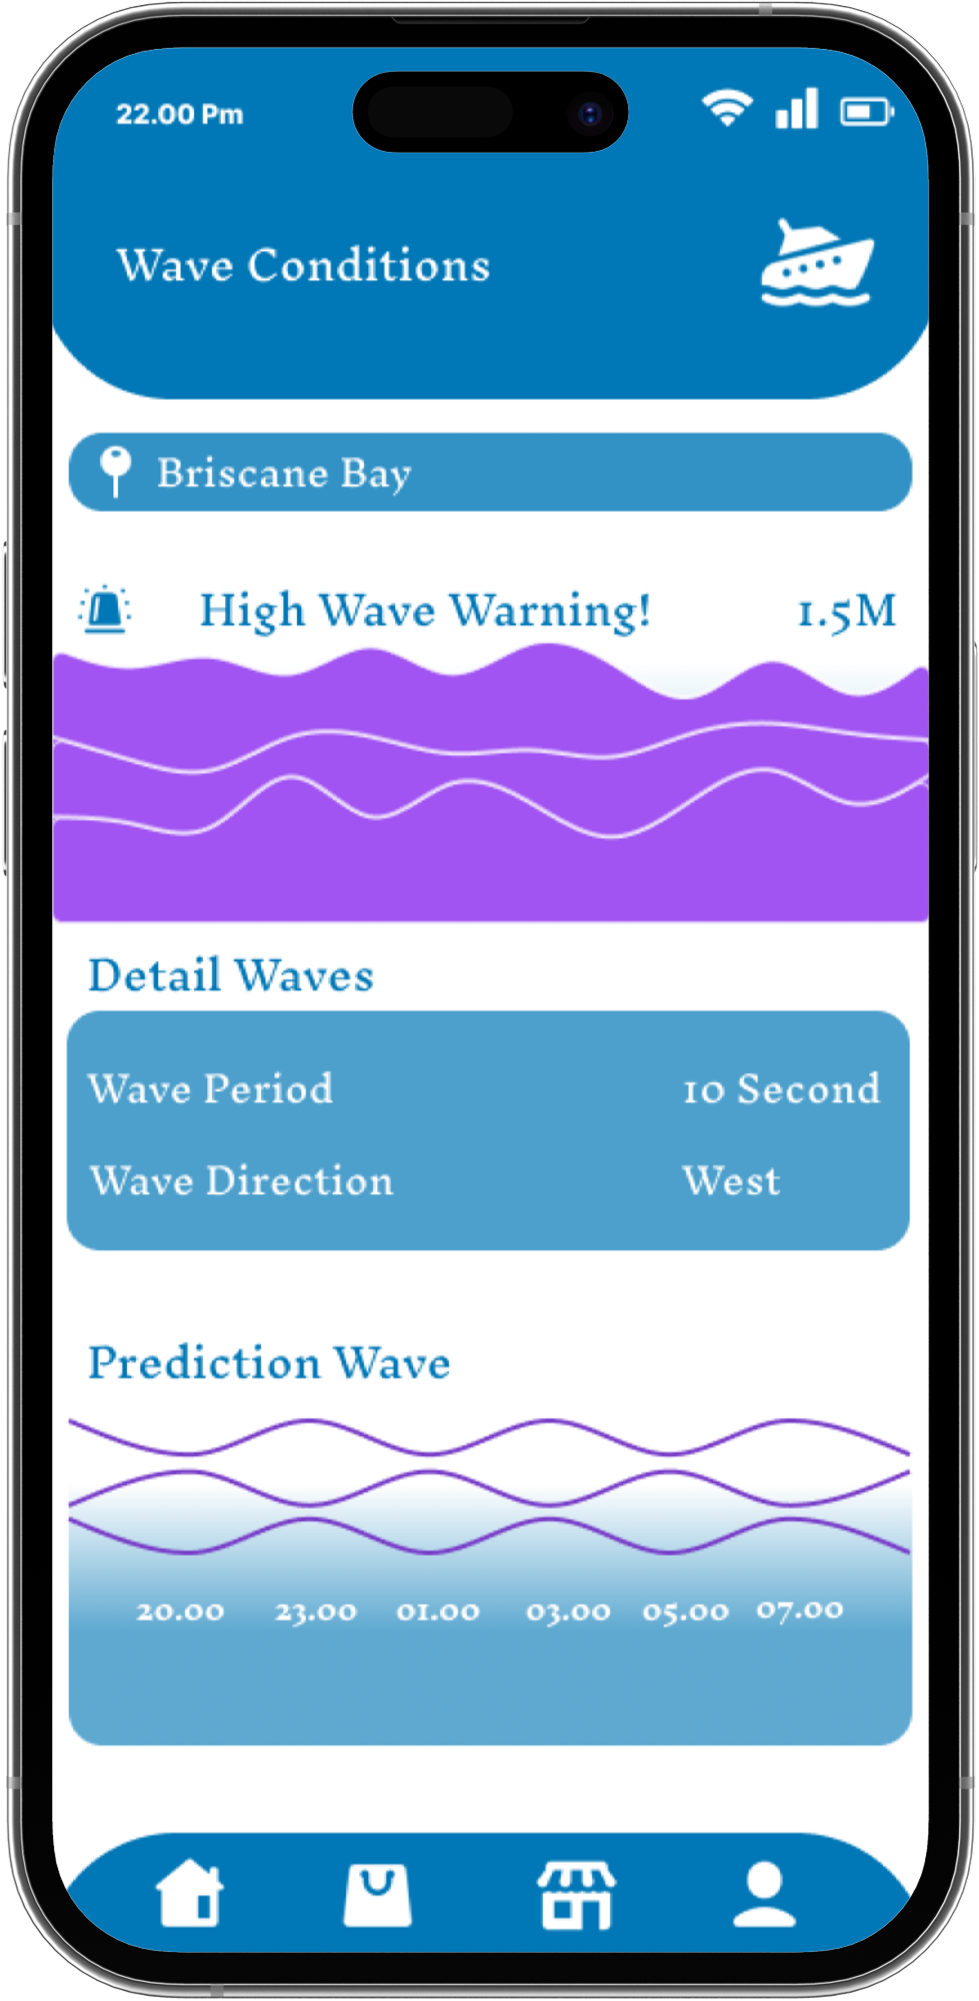 22.00 Pm
Wave Conditions
Briscane Bay
High Wave Warning! 1.5M
Detail Waves
Wave Period 10 Second
Wave Direction West
Prediction Wave
20.00 23.00 01.00 03.00 05.00 07.00